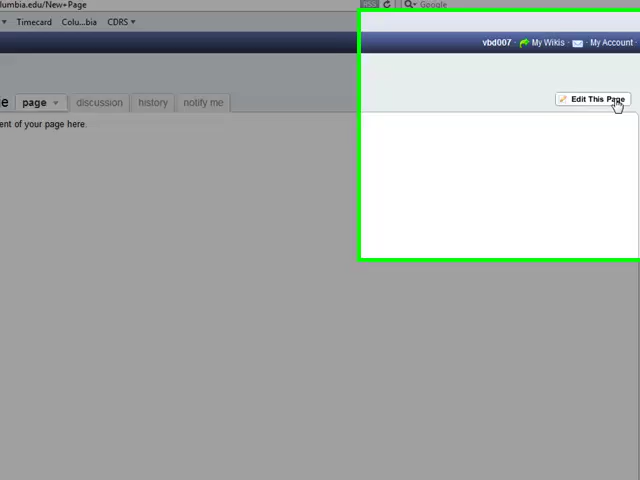 lumbia.edu/New+Page
RSS
Google
Timecard Colu...bia CDRS
vbd007 · My Wikis · My Account ·
page discussion history notify me
Edit This Page
ent of your page here.